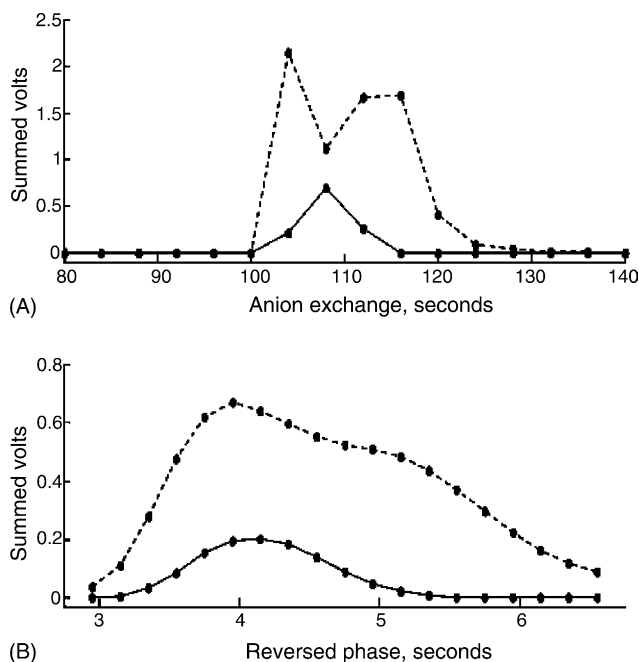 2.5
2
1.5
1
0.5
0
80 90 100 110 120 130 140
Summed volts
Anion exchange, seconds
(A)
0.8
0.6
0.4
0.2
0
3 4 5 6
Summed volts
Reversed phase, seconds
(B)